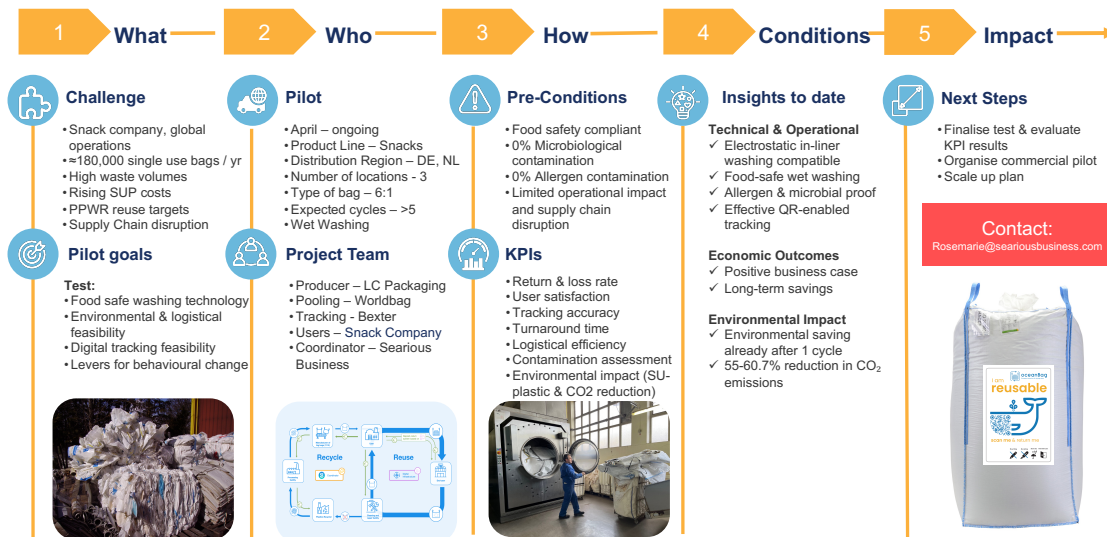 1 What
2 Who
3 How
4 Conditions
5 Impact
Challenge
• Snack company, global
operations
• ≈180,000 single use bags / yr
• High waste volumes
• Rising SUP costs
• PPWR reuse targets
• Supply Chain disruption
Pilot goals
Test:
• Food safe washing technology
• Environmental & logistical
feasibility
• Digital tracking feasibility
• Levers for behavioural change
Pilot
• April – ongoing
• Product Line – Snacks
• Distribution Region – DE, NL
• Number of locations - 3
• Type of bag – 6:1
• Expected cycles – >5
• Wet Washing
Project Team
• Producer – LC Packaging
• Pooling – Worldbag
• Tracking - Bexter
• Users – Snack Company
• Coordinator – Searious
Business
Recycle
Reuse
Pre-Conditions
• Food safety compliant
• 0% Microbiological
contamination
• 0% Allergen contamination
• Limited operational impact
and supply chain
disruption
KPIs
• Return & loss rate
• User satisfaction
• Tracking accuracy
• Turnaround time
• Logistical efficiency
• Contamination assessment
• Environmental impact (SU-
plastic & CO2 reduction)
Insights to date
Technical & Operational
✓ Electrostatic in-liner
washing compatible
✓ Food-safe wet washing
✓ Allergen & microbial proof
✓ Effective QR-enabled
tracking
Economic Outcomes
✓ Positive business case
✓ Long-term savings
Environmental Impact
✓ Environmental saving
already after 1 cycle
✓ 55-60.7% reduction in CO₂
emissions
Next Steps
• Finalise test & evaluate
KPI results
• Organise commercial pilot
• Scale up plan
Contact:
Rosemarie@seariousbusiness.com
oceanBag
I am
reusable
scan me & return me